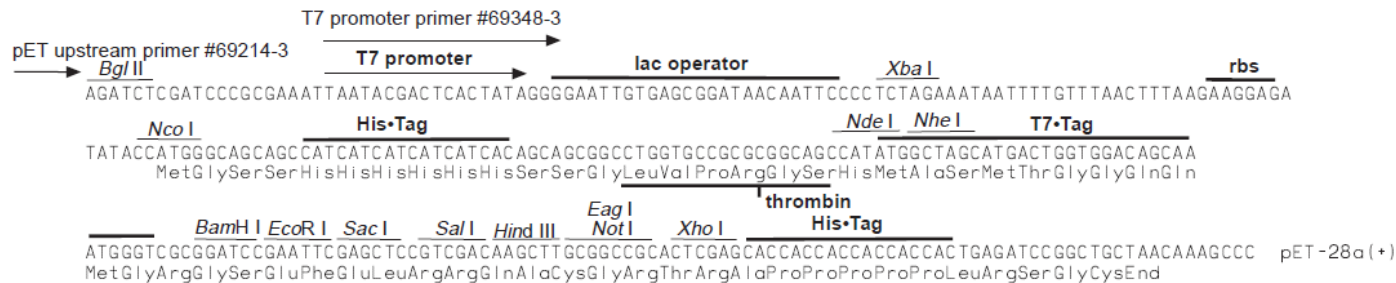 T7 promoter primer #69348-3
pET upstream primer #69214-3
Bgl II T7 promoter lac operator Xba I rbs
AGATCTCGATCCCGCGAAATTAATACGACTCACTATAGGGGAATTGTGAGCGGATAACAATTCCCCTCTAGAAATAATTTTGTTTAACTTTAAGAAGGAGA
Nco I His•Tag Nde I Nhe I T7•Tag
TATACCATGGGCAGCAGCCATCATCATCATCATCACAGCAGCGGCCTGGTGCCGCGCGGCAGCCATATGGCTAGCATGACTGGTGGACAGCAA
MetGlySerSerHisHisHisHisHisHisSerSerGlyLeuValProArgGlySerHisMetAlaSerMetThrGlyGlyGlnGln
thrombin
Eag I
BamH I EcoR I Sac I Sal I Hind III Not I Xho I His•Tag
ATGGGTCGCGGATCCGAATTCGAGCTCCGTCGACAAGCTTGCGGCCGCACTCGAGCACCACCACCACCACCACTGAGATCCGGCTGCTAACAAAGCCC pET-28a(+)
MetGlyArgGlySerGluPheGluLeuArgArgGlnAlaCysGlyArgThrArgAlaProProProProProLeuArgSerGlyCysEnd